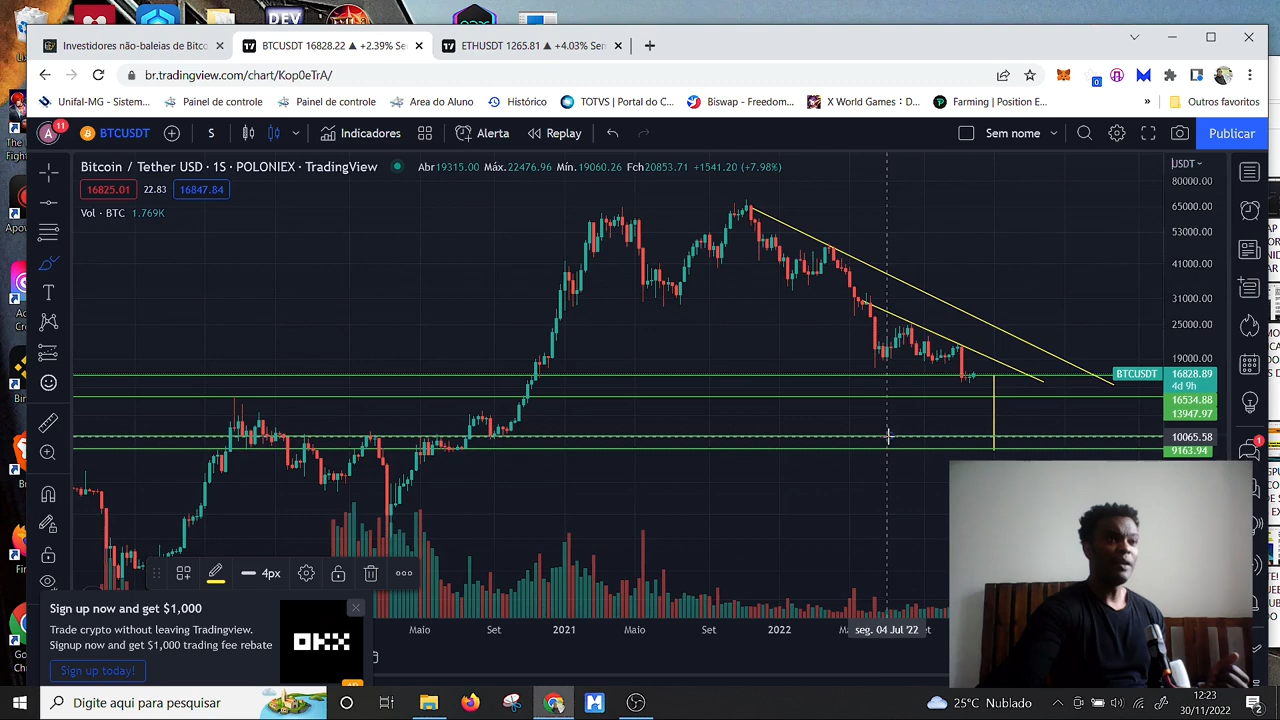 DEV
Investidores não-baleias de Bitco
BTCUSDT 16828.22 ▲ +2.39% Se
ETHUSDT 1265.81 ▲ +4.03% Sen
br.tradingview.com/chart/Kop0eTrA/
0
Unifal-MG - Sistem...
Painel de controle
Painel de controle
Area do Aluno
Histórico
TOTVS | Portal do C...
Biswap - Freedom...
X World Games : D...
Farming | Position E...
»
Outros favoritos
A
11
BTCUSDT
S
Indicadores
Alerta
Replay
Sem nome
Publicar
Bitcoin / Tether USD · 1S · POLONIEX · TradingView
Abr19315.00 Máx.22476.96 Mín.19060.26 Fch20853.71 +1541.20 (+7.98%)
USDT
16825.01
22.83
16847.84
Vol · BTC 1.769K
80000.00
65000.00
53000.00
41000.00
31000.00
25000.00
19000.00
BTCUSDT
16828.89
4d 9h
16534.88
13947.97
10065.58
9163.94
1
4px
Sign up now and get $1,000
Trade crypto without leaving Tradingview.
Signup now and get $1,000 trading fee rebate
Sign up today!
OKX
Maio
Set
2021
Maio
Set
2022
seg. 04 Jul '22
Digite aqui para pesquisar
25°C Nublado
12:23
30/11/2022
2